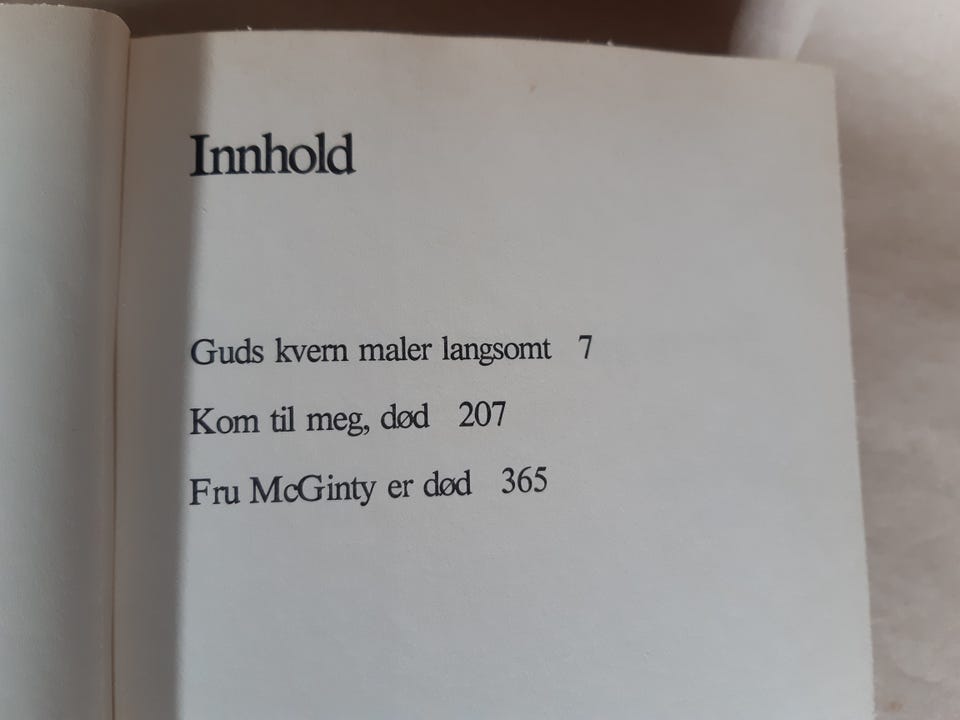 Innhold
Guds kvern maler langsomt 7
Kom til meg, død 207
Fru McGinty er død 365